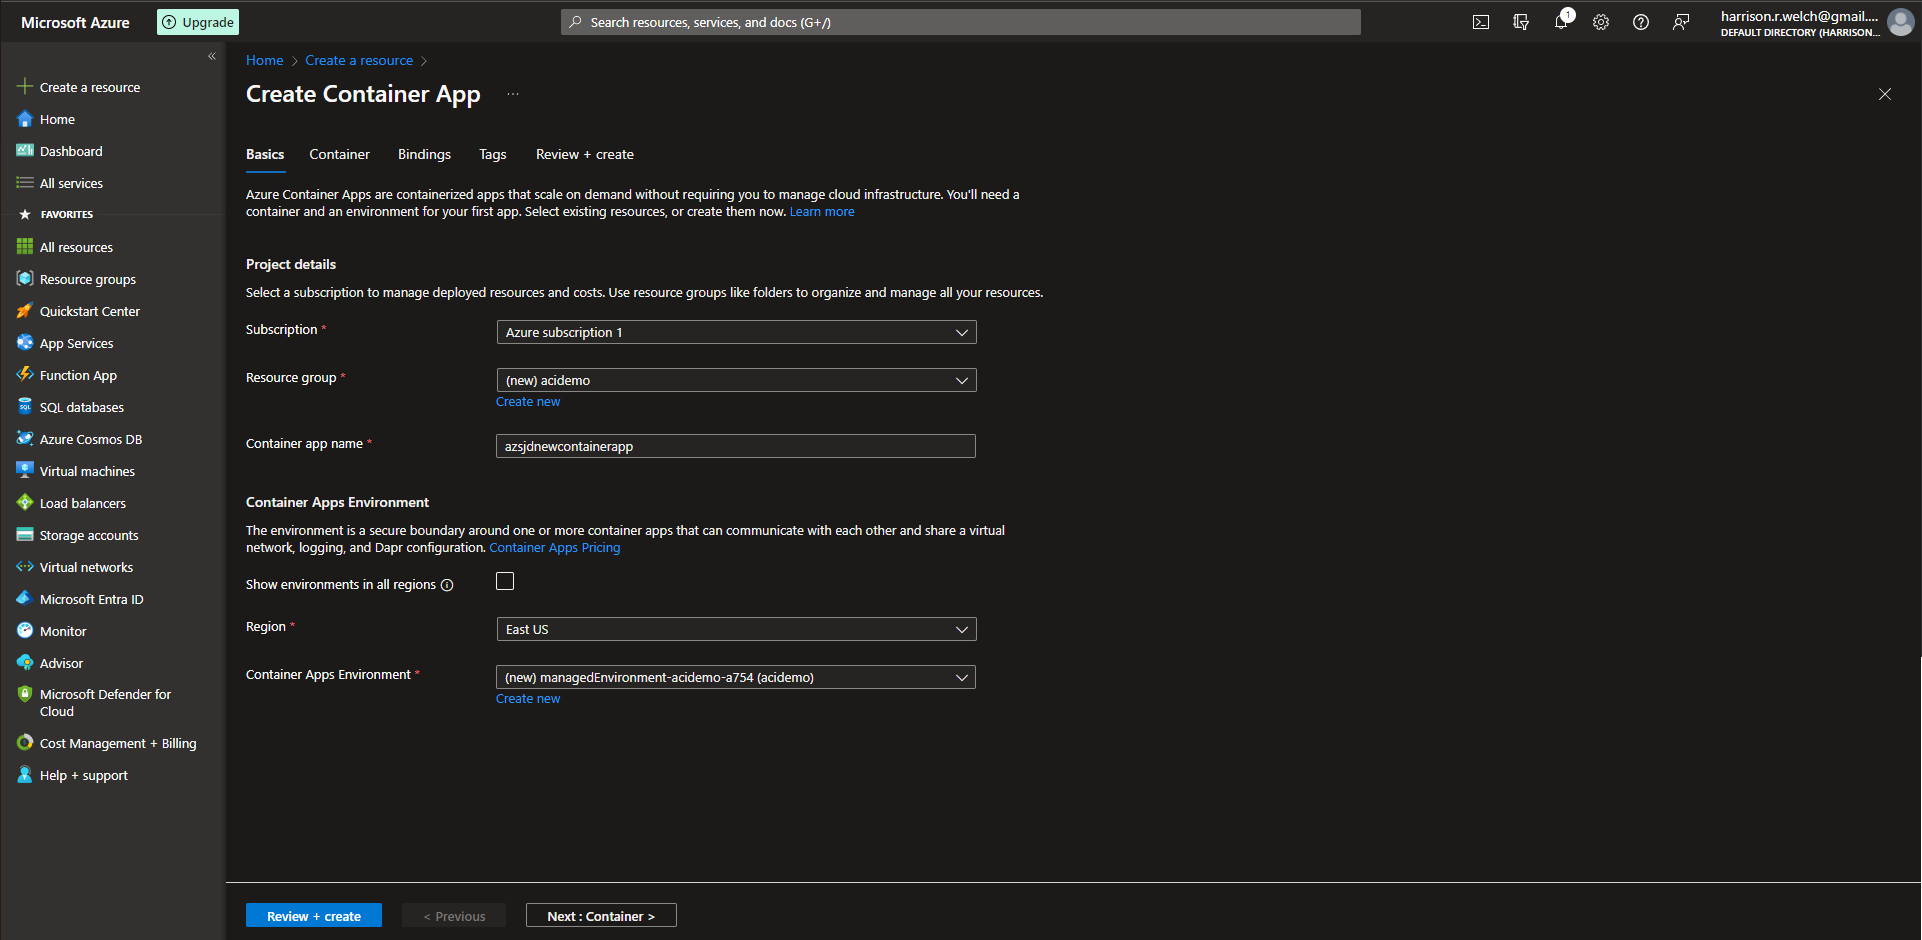 Microsoft Azure
Upgrade
Search resources, services, and docs (G+/)
1
harrison.r.welch@gmail....
DEFAULT DIRECTORY (HARRISON...
«
Create a resource
Home
Dashboard
All services
FAVORITES
All resources
Resource groups
Quickstart Center
App Services
Function App
SQL databases
Azure Cosmos DB
Virtual machines
Load balancers
Storage accounts
Virtual networks
Microsoft Entra ID
Monitor
Advisor
Microsoft Defender for
Cloud
Cost Management + Billing
Help + support
Home > Create a resource >
Create Container App ...
Basics Container Bindings Tags Review + create
Azure Container Apps are containerized apps that scale on demand without requiring you to manage cloud infrastructure. You'll need a
container and an environment for your first app. Select existing resources, or create them now. Learn more
Project details
Select a subscription to manage deployed resources and costs. Use resource groups like folders to organize and manage all your resources.
Subscription *
Azure subscription 1
Resource group *
(new) acidemo
Create new
Container app name *
azsjdnewcontainerapp
Container Apps Environment
The environment is a secure boundary around one or more container apps that can communicate with each other and share a virtual
network, logging, and Dapr configuration. Container Apps Pricing
Show environments in all regions
Region *
East US
Container Apps Environment *
(new) managedEnvironment-acidemo-a754 (acidemo)
Create new
Review + create
< Previous
Next : Container >